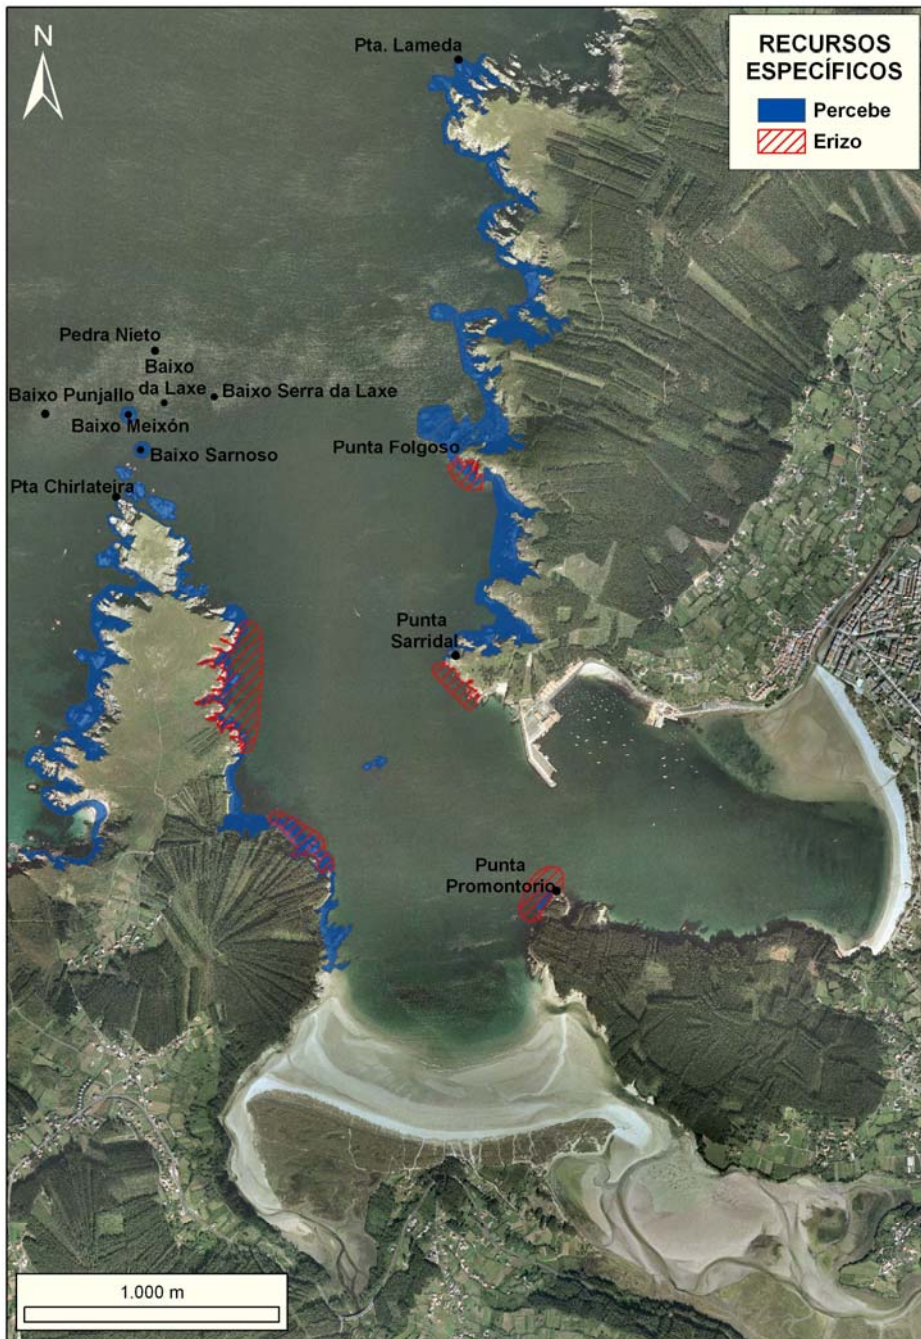 N
Pta. Lameda
RECURSOS
ESPECÍFICOS
Percebe
Erizo
Pedra Nieto
Baixo
da Laxe
Baixo Serra da Laxe
Baixo Punjallo
Baixo Meixón
Baixo Sarnoso
Punta Folgoso
Pta Chirlateira
Punta
Sarridal
Punta
Promontorio
1.000 m